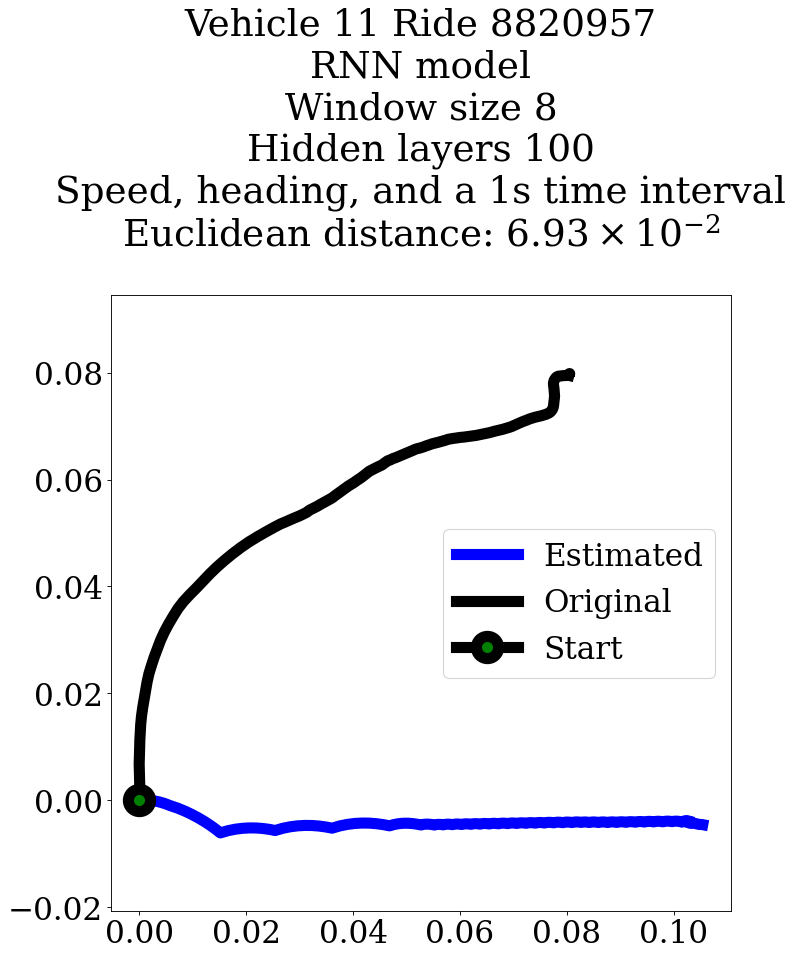 Vehicle 11 Ride 8820957
RNN model
Window size 8
Hidden layers 100
Speed, heading, and a 1s time interval
Euclidean distance: 6.93 × 10⁻²
0.08
0.06
0.04
0.02
0.00
−0.02
Estimated
Original
Start
0.00 0.02 0.04 0.06 0.08 0.10